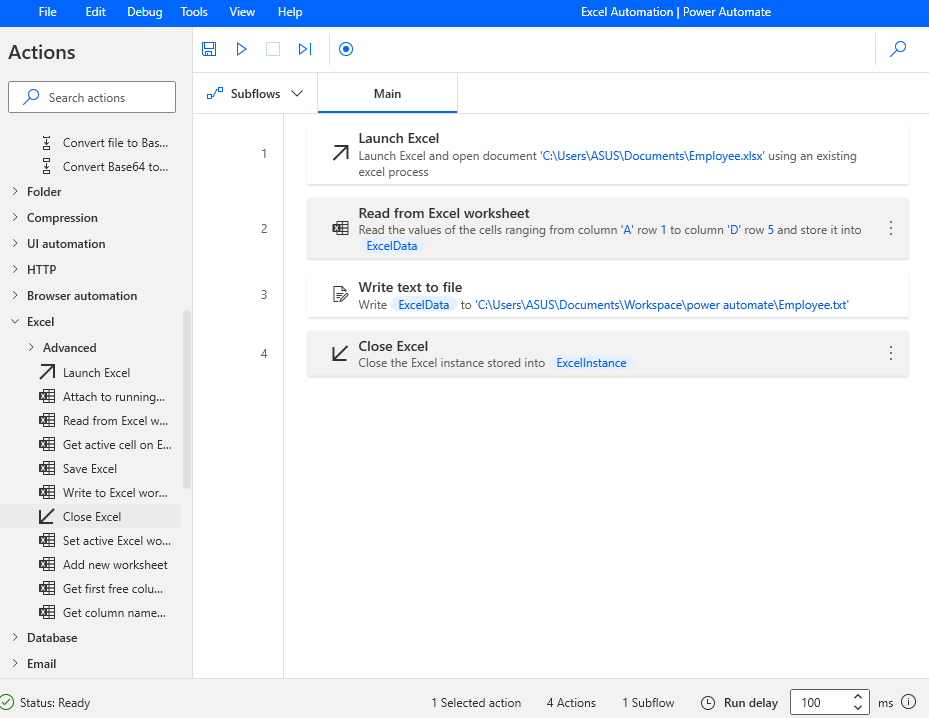 File Edit Debug Tools View Help Excel Automation | Power Automate
Actions
Search actions
Convert file to Bas...
Convert Base64 to...
Folder
Compression
UI automation
HTTP
Browser automation
Excel
Advanced
Launch Excel
Attach to running...
Read from Excel w...
Get active cell on E...
Save Excel
Write to Excel wor...
Close Excel
Set active Excel wo...
Add new worksheet
Get first free colu...
Get column name...
Database
Email
Subflows Main
1
Launch Excel
Launch Excel and open document 'C:\Users\ASUS\Documents\Employee.xlsx' using an existing
excel process
2
Read from Excel worksheet
Read the values of the cells ranging from column 'A' row 1 to column 'D' row 5 and store it into
ExcelData
3
Write text to file
Write ExcelData to 'C:\Users\ASUS\Documents\Workspace\power automate\Employee.txt'
4
Close Excel
Close the Excel instance stored into ExcelInstance
Status: Ready 1 Selected action 4 Actions 1 Subflow Run delay 100 ms